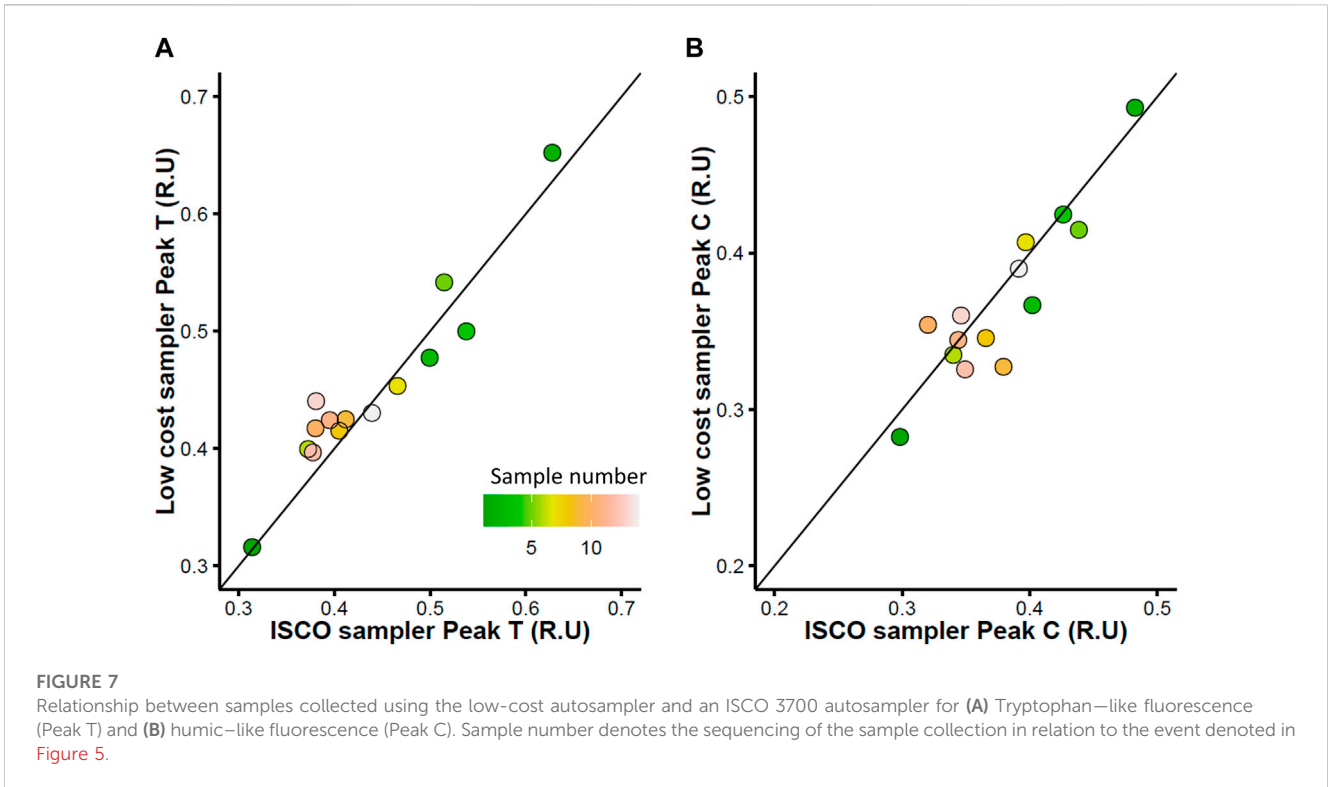 A
B
Low cost sampler Peak T (R.U)
0.7
0.6
0.5
0.4
0.3
Sample number
5 10
0.3 0.4 0.5 0.6 0.7
ISCO sampler Peak T (R.U)
Low cost sampler Peak C (R.U)
0.5
0.4
0.3
0.2
0.2 0.3 0.4 0.5
ISCO sampler Peak C (R.U)
FIGURE 7
Relationship between samples collected using the low-cost autosampler and an ISCO 3700 autosampler for (A) Tryptophan—like fluorescence
(Peak T) and (B) humic–like fluorescence (Peak C). Sample number denotes the sequencing of the sample collection in relation to the event denoted in
Figure 5.